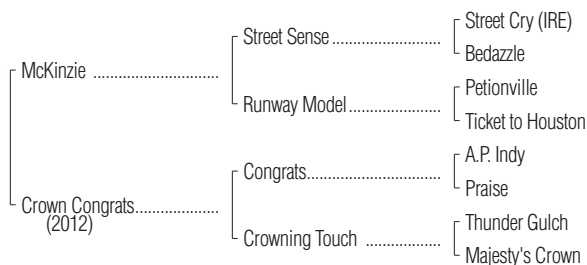 Street Cry (IRE)
Street Sense ..............................
Bedazzle
McKinzie ...................................
Petionville
Runway Model............................
Ticket to Houston
A.P. Indy
Congrats.....................................
Praise
Crown Congrats.......................
(2012)
Thunder Gulch
Crowning Touch .......................
Majesty's Crown